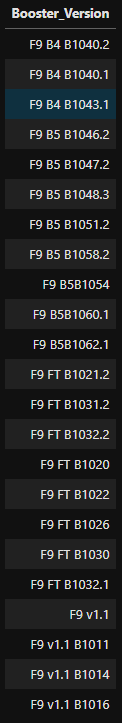 Booster_Version
F9 B4 B1040.2
F9 B4 B1040.1
F9 B4 B1043.1
F9 B5 B1046.2
F9 B5 B1047.2
F9 B5 B1048.3
F9 B5 B1051.2
F9 B5 B1058.2
F9 B5B1054
F9 B5B1060.1
F9 B5B1062.1
F9 FT B1021.2
F9 FT B1031.2
F9 FT B1032.2
F9 FT B1020
F9 FT B1022
F9 FT B1026
F9 FT B1030
F9 FT B1032.1
F9 v1.1
F9 v1.1 B1011
F9 v1.1 B1014
F9 v1.1 B1016